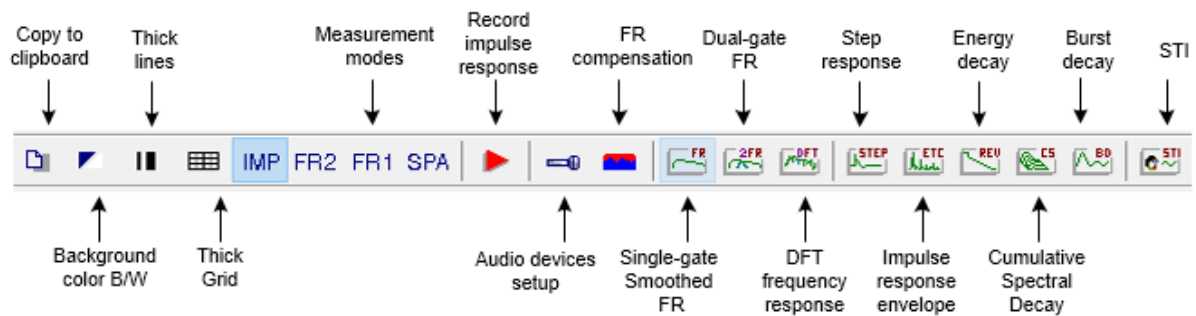 Copy to
clipboard
Thick
lines
Measurement
modes
Record
impulse
response
FR
compensation
Dual-gate
FR
Step
response
Energy
decay
Burst
decay
STI
IMP FR2 FR1 SPA
FR
2FR
DFT
STEP
ETC
REV
CS
BD
STI
Background
color B/W
Thick
Grid
Audio devices
setup
Single-gate
Smoothed
FR
DFT
frequency
response
Impulse
response
envelope
Cumulative
Spectral
Decay